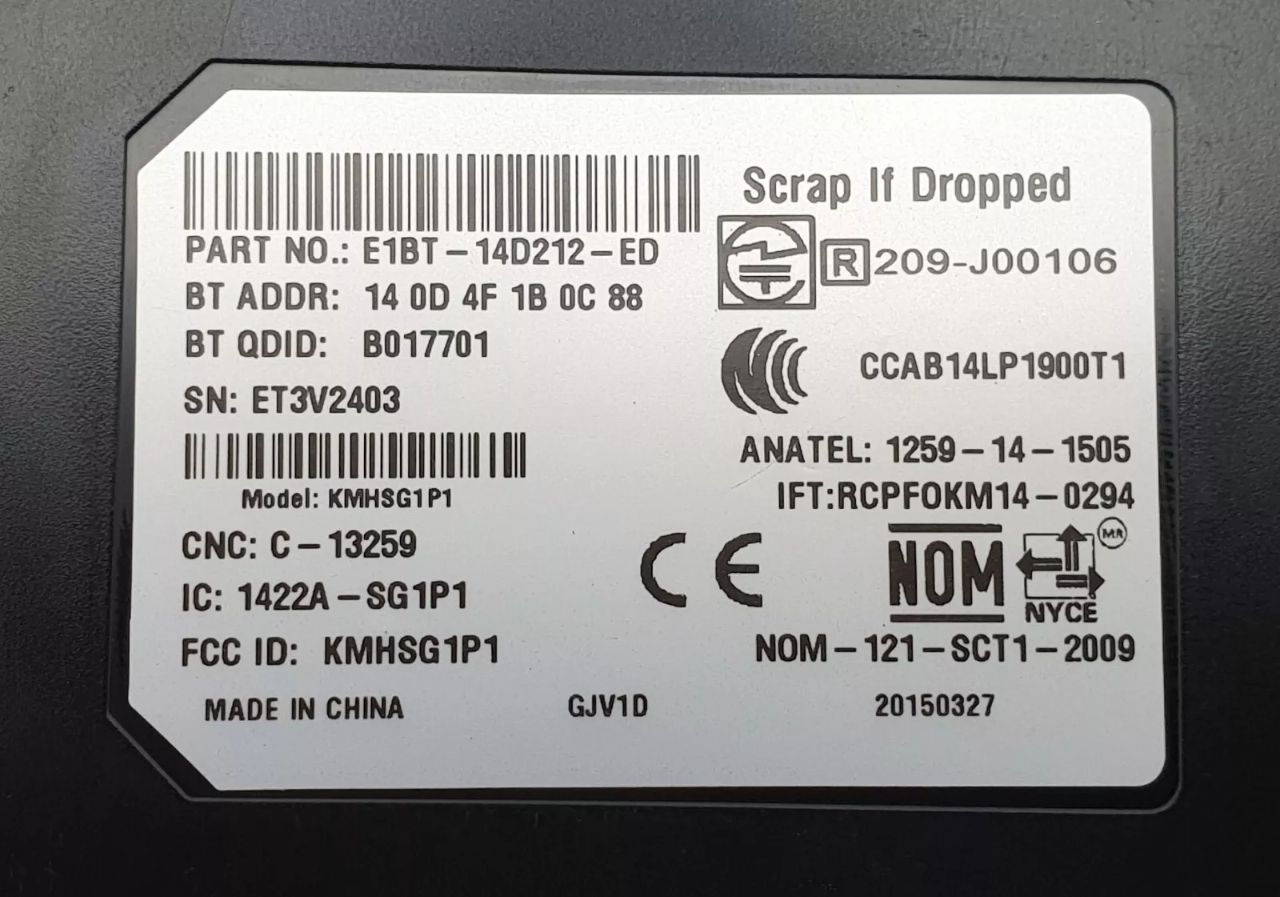 Scrap If Dropped
PART NO.: E1BT-14D212-ED
R 209-J00106
BT ADDR: 14 0D 4F 1B 0C 88
BT QDID: B017701
CCAB14LP1900T1
SN: ET3V2403
ANATEL: 1259-14-1505
Model: KMHSG1P1
IFT:RCPFOKM14-0294
CNC: C-13259
CE
NOM
MR
NYCE
IC: 1422A-SG1P1
FCC ID: KMHSG1P1
NOM-121-SCT1-2009
MADE IN CHINA GJV1D 20150327